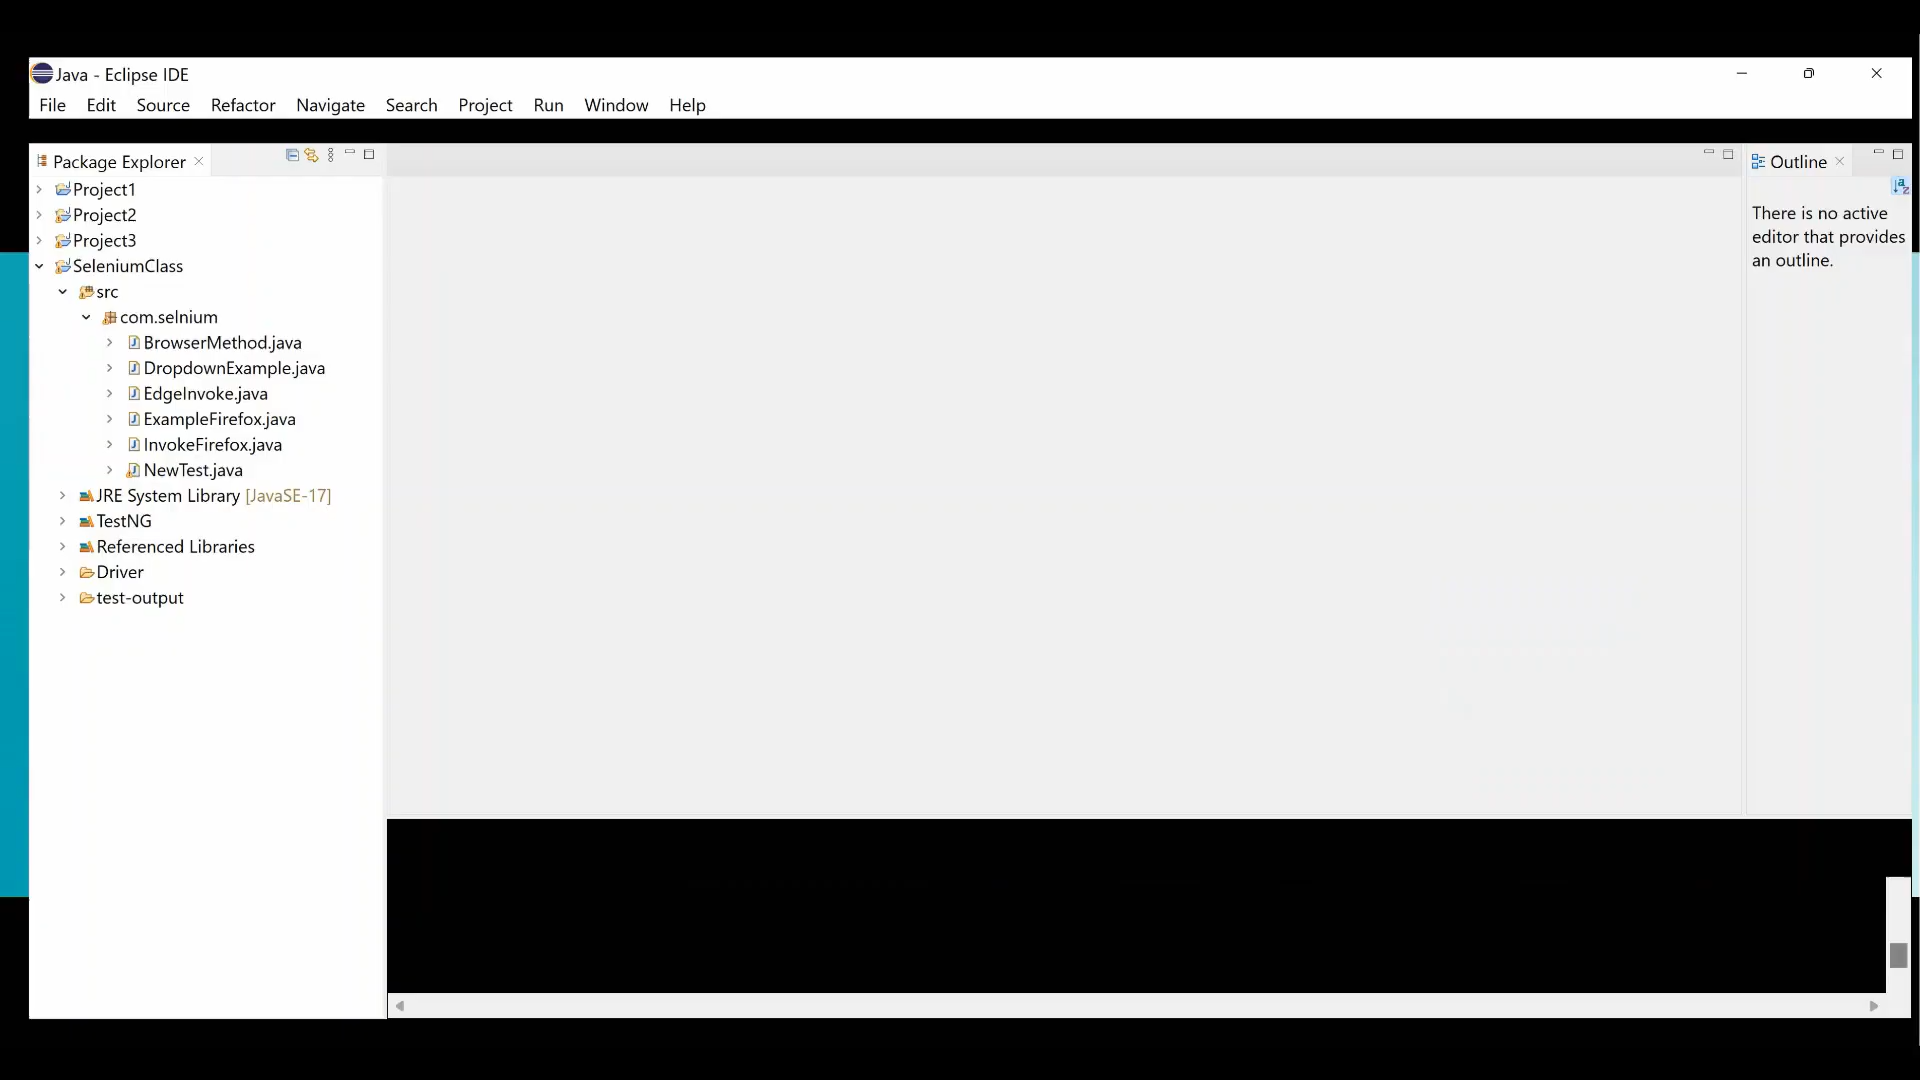 Java - Eclipse IDE
File Edit Source Refactor Navigate Search Project Run Window Help
Package Explorer
Project1
Project2
Project3
SeleniumClass
src
com.selnium
BrowserMethod.java
DropdownExample.java
EdgeInvoke.java
ExampleFirefox.java
InvokeFirefox.java
NewTest.java
JRE System Library [JavaSE-17]
TestNG
Referenced Libraries
Driver
test-output
Outline
There is no active
editor that provides
an outline.